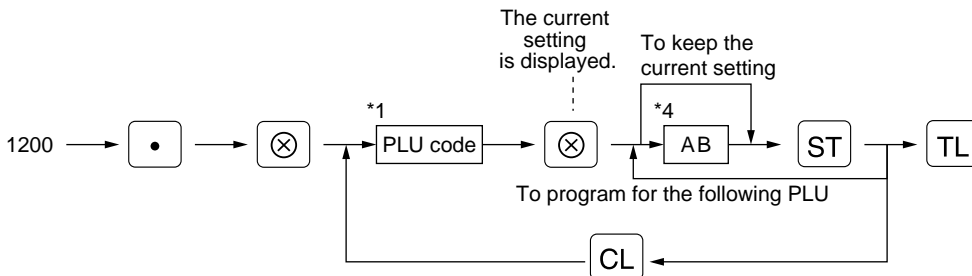 The current
setting
is displayed.
To keep the
current setting
*1
*4
1200
•
⊗
PLU code
⊗
AB
ST
TL
To program for the following PLU
CL